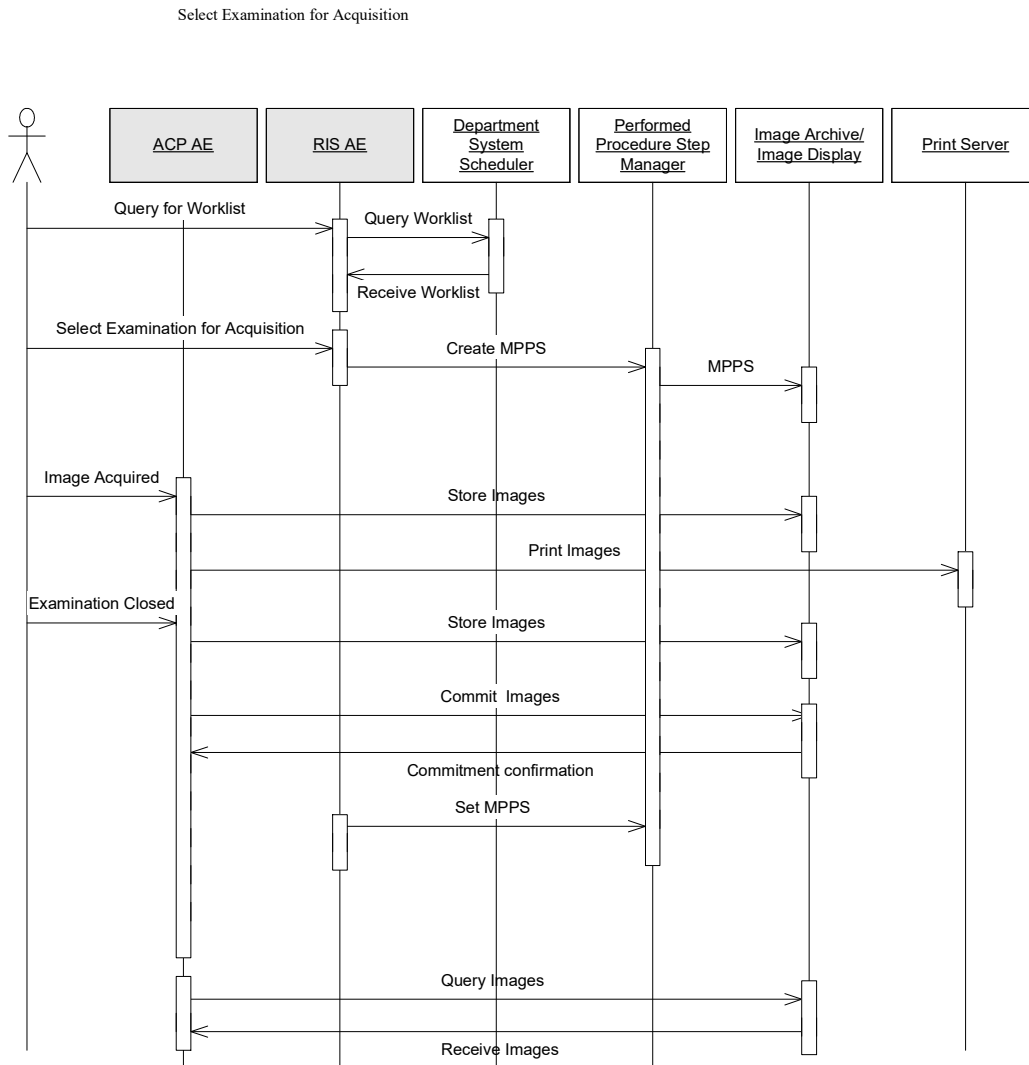 Select Examination for Acquisition
ACP AE
RIS AE
Department
System
Scheduler
Performed
Procedure Step
Manager
Image Archive/
Image Display
Print Server
Query for Worklist
Query Worklist
Receive Worklist
Select Examination for Acquisition
Create MPPS
MPPS
Image Acquired
Store Images
Print Images
Examination Closed
Store Images
Commit Images
Commitment confirmation
Set MPPS
Query Images
Receive Images